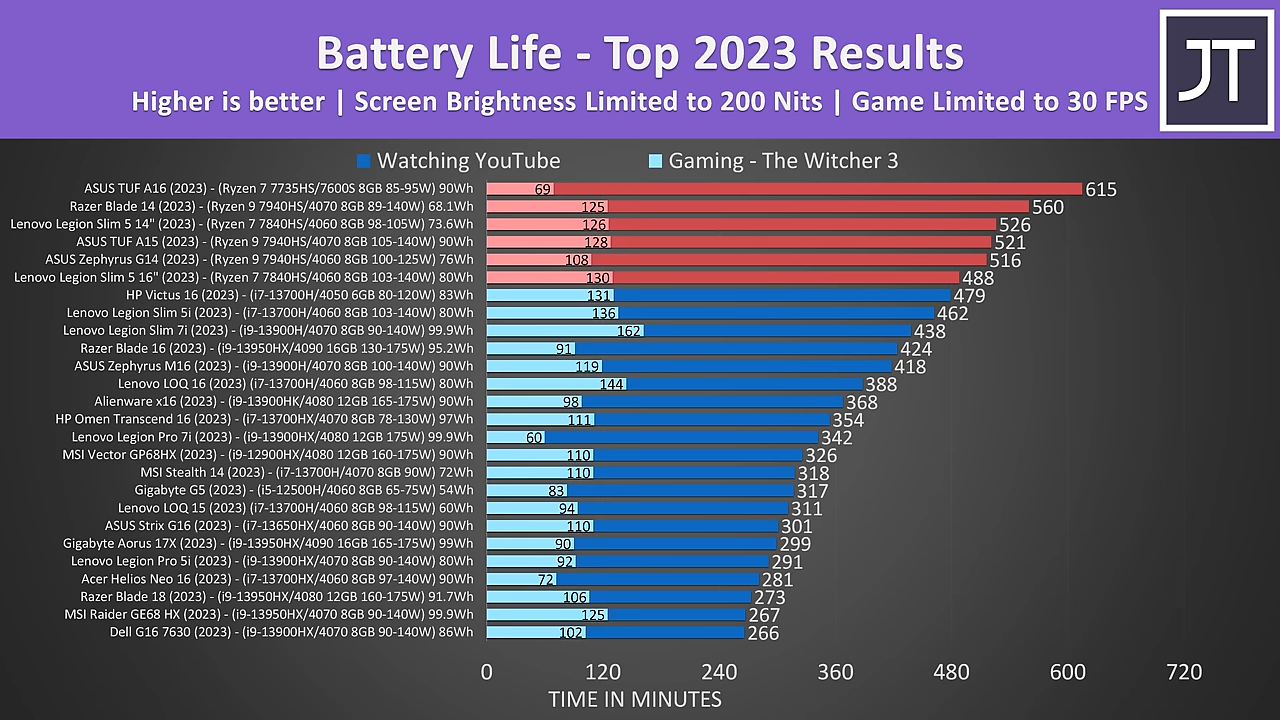 Battery Life - Top 2023 Results
Higher is better | Screen Brightness Limited to 200 Nits | Game Limited to 30 FPS
JT
Watching YouTube Gaming - The Witcher 3
ASUS TUF A16 (2023) - (Ryzen 7 7735HS/7600S 8GB 85-95W) 90Wh 69 615
Razer Blade 14 (2023) - (Ryzen 9 7940HS/4070 8GB 89-140W) 68.1Wh 125 560
Lenovo Legion Slim 5 14" (2023) - (Ryzen 7 7840HS/4060 8GB 98-105W) 73.6Wh 126 526
ASUS TUF A15 (2023) - (Ryzen 9 7940HS/4070 8GB 105-140W) 90Wh 128 521
ASUS Zephyrus G14 (2023) - (Ryzen 9 7940HS/4060 8GB 100-125W) 76Wh 108 516
Lenovo Legion Slim 5 16" (2023) - (Ryzen 7 7840HS/4060 8GB 103-140W) 80Wh 130 488
HP Victus 16 (2023) - (i7-13700H/4050 6GB 80-120W) 83Wh 131 479
Lenovo Legion Slim 5i (2023) - (i7-13700H/4060 8GB 103-140W) 80Wh 136 462
Lenovo Legion Slim 7i (2023) - (i9-13900H/4070 8GB 90-140W) 99.9Wh 162 438
Razer Blade 16 (2023) - (i9-13950HX/4090 16GB 130-175W) 95.2Wh 91 424
ASUS Zephyrus M16 (2023) - (i9-13900H/4070 8GB 100-140W) 90Wh 119 418
Lenovo LOQ 16 (2023) (i7-13700H/4060 8GB 98-115W) 80Wh 144 388
Alienware x16 (2023) - (i9-13900HK/4080 12GB 165-175W) 90Wh 98 368
HP Omen Transcend 16 (2023) - (i7-13700HX/4070 8GB 78-130W) 97Wh 111 354
Lenovo Legion Pro 7i (2023) - (i9-13900HX/4080 12GB 175W) 99.9Wh 60 342
MSI Vector GP68HX (2023) - (i9-12900HX/4080 12GB 160-175W) 90Wh 110 326
MSI Stealth 14 (2023) - (i7-13700H/4070 8GB 90W) 72Wh 110 318
Gigabyte G5 (2023) - (i5-12500H/4060 8GB 65-75W) 54Wh 83 317
Lenovo LOQ 15 (2023) - (i7-13700H/4060 8GB 98-115W) 60Wh 94 311
ASUS Strix G16 (2023) - (i7-13650HX/4060 8GB 90-140W) 90Wh 110 301
Gigabyte Aorus 17X (2023) - (i9-13950HX/4090 16GB 165-175W) 99Wh 90 299
Lenovo Legion Pro 5i (2023) - (i9-13900HX/4070 8GB 90-140W) 80Wh 92 291
Acer Helios Neo 16 (2023) - (i7-13700HX/4060 8GB 97-140W) 90Wh 72 281
Razer Blade 18 (2023) - (i9-13950HX/4080 12GB 160-175W) 91.7Wh 106 273
MSI Raider GE68 HX (2023) - (i9-13950HX/4070 8GB 90-140W) 99.9Wh 125 267
Dell G16 7630 (2023) - (i9-13900HX/4070 8GB 90-140W) 86Wh 102 266
0 120 240 360 480 600 720
TIME IN MINUTES